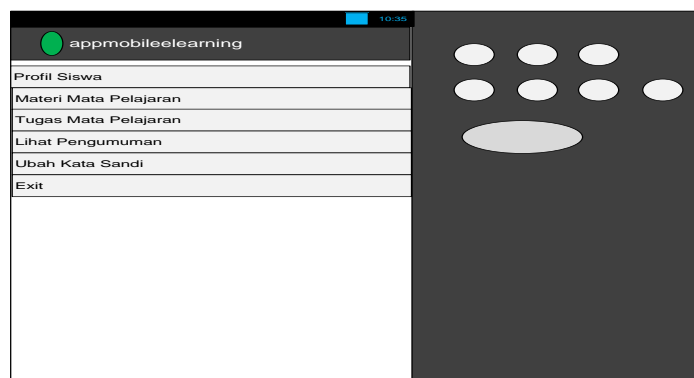 10:35
appmobileelearning
Profil Siswa
Materi Mata Pelajaran
Tugas Mata Pelajaran
Lihat Pengumuman
Ubah Kata Sandi
Exit